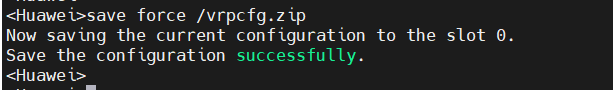 <Huawei>save force /vrpcfg.zip
Now saving the current configuration to the slot 0.
Save the configuration successfully.
<Huawei>